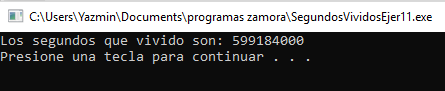 C:\Users\Yazmin\Documents\programas zamora\SegundosVividosEjer11.exe
Los segundos que vivido son: 599184000
Presione una tecla para continuar . . .